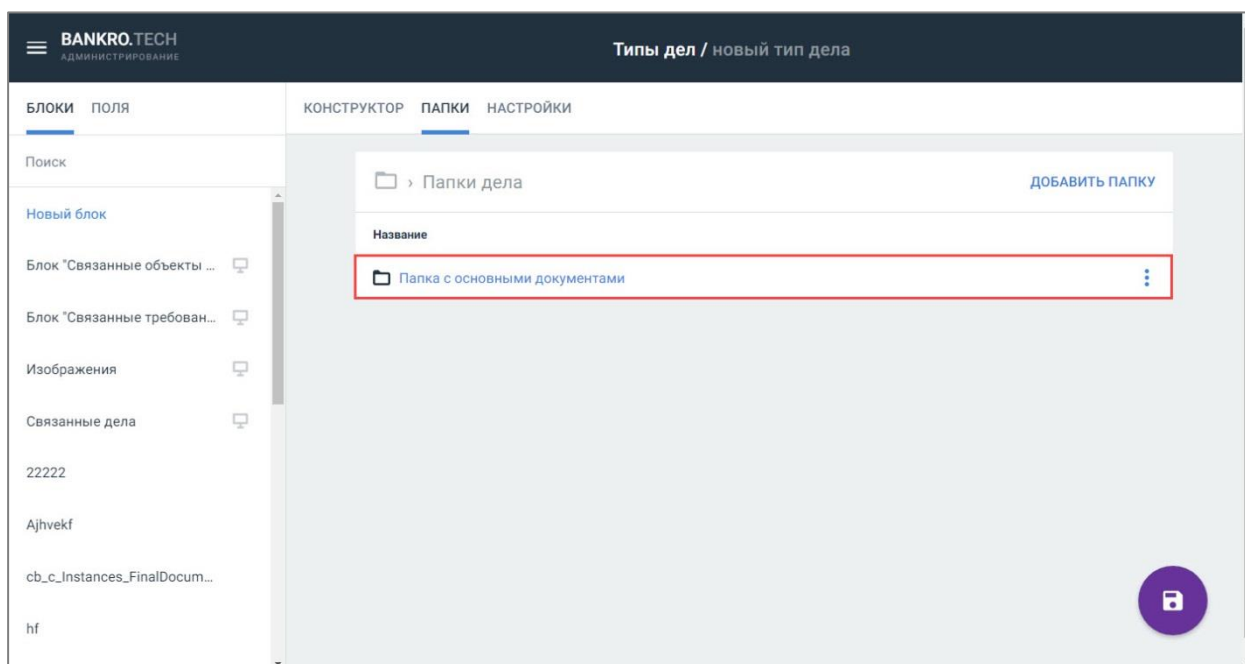 BANKRO.TECH
АДМИНИСТРИРОВАНИЕ
Типы дел / новый тип дела
БЛОКИ ПОЛЯ
КОНСТРУКТОР ПАПКИ НАСТРОЙКИ
Поиск
Папки дела
ДОБАВИТЬ ПАПКУ
Новый блок
Название
Блок "Связанные объекты ...
Папка с основными документами
Блок "Связанные требован...
Изображения
Связанные дела
22222
Ajhvekf
cb_c_Instances_FinalDocum...
hf